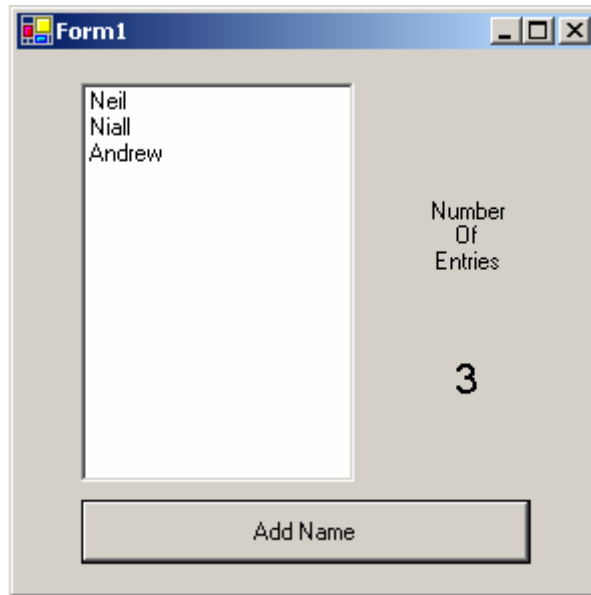 Form1
Neil
Niall
Andrew
Number
Of
Entries
3
Add Name